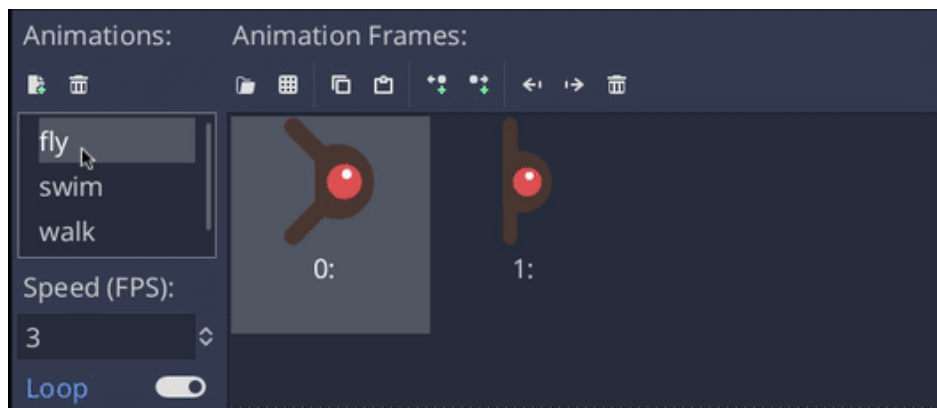 Animations:
Animation Frames:
fly
swim
walk
0:
1:
Speed (FPS):
3
Loop